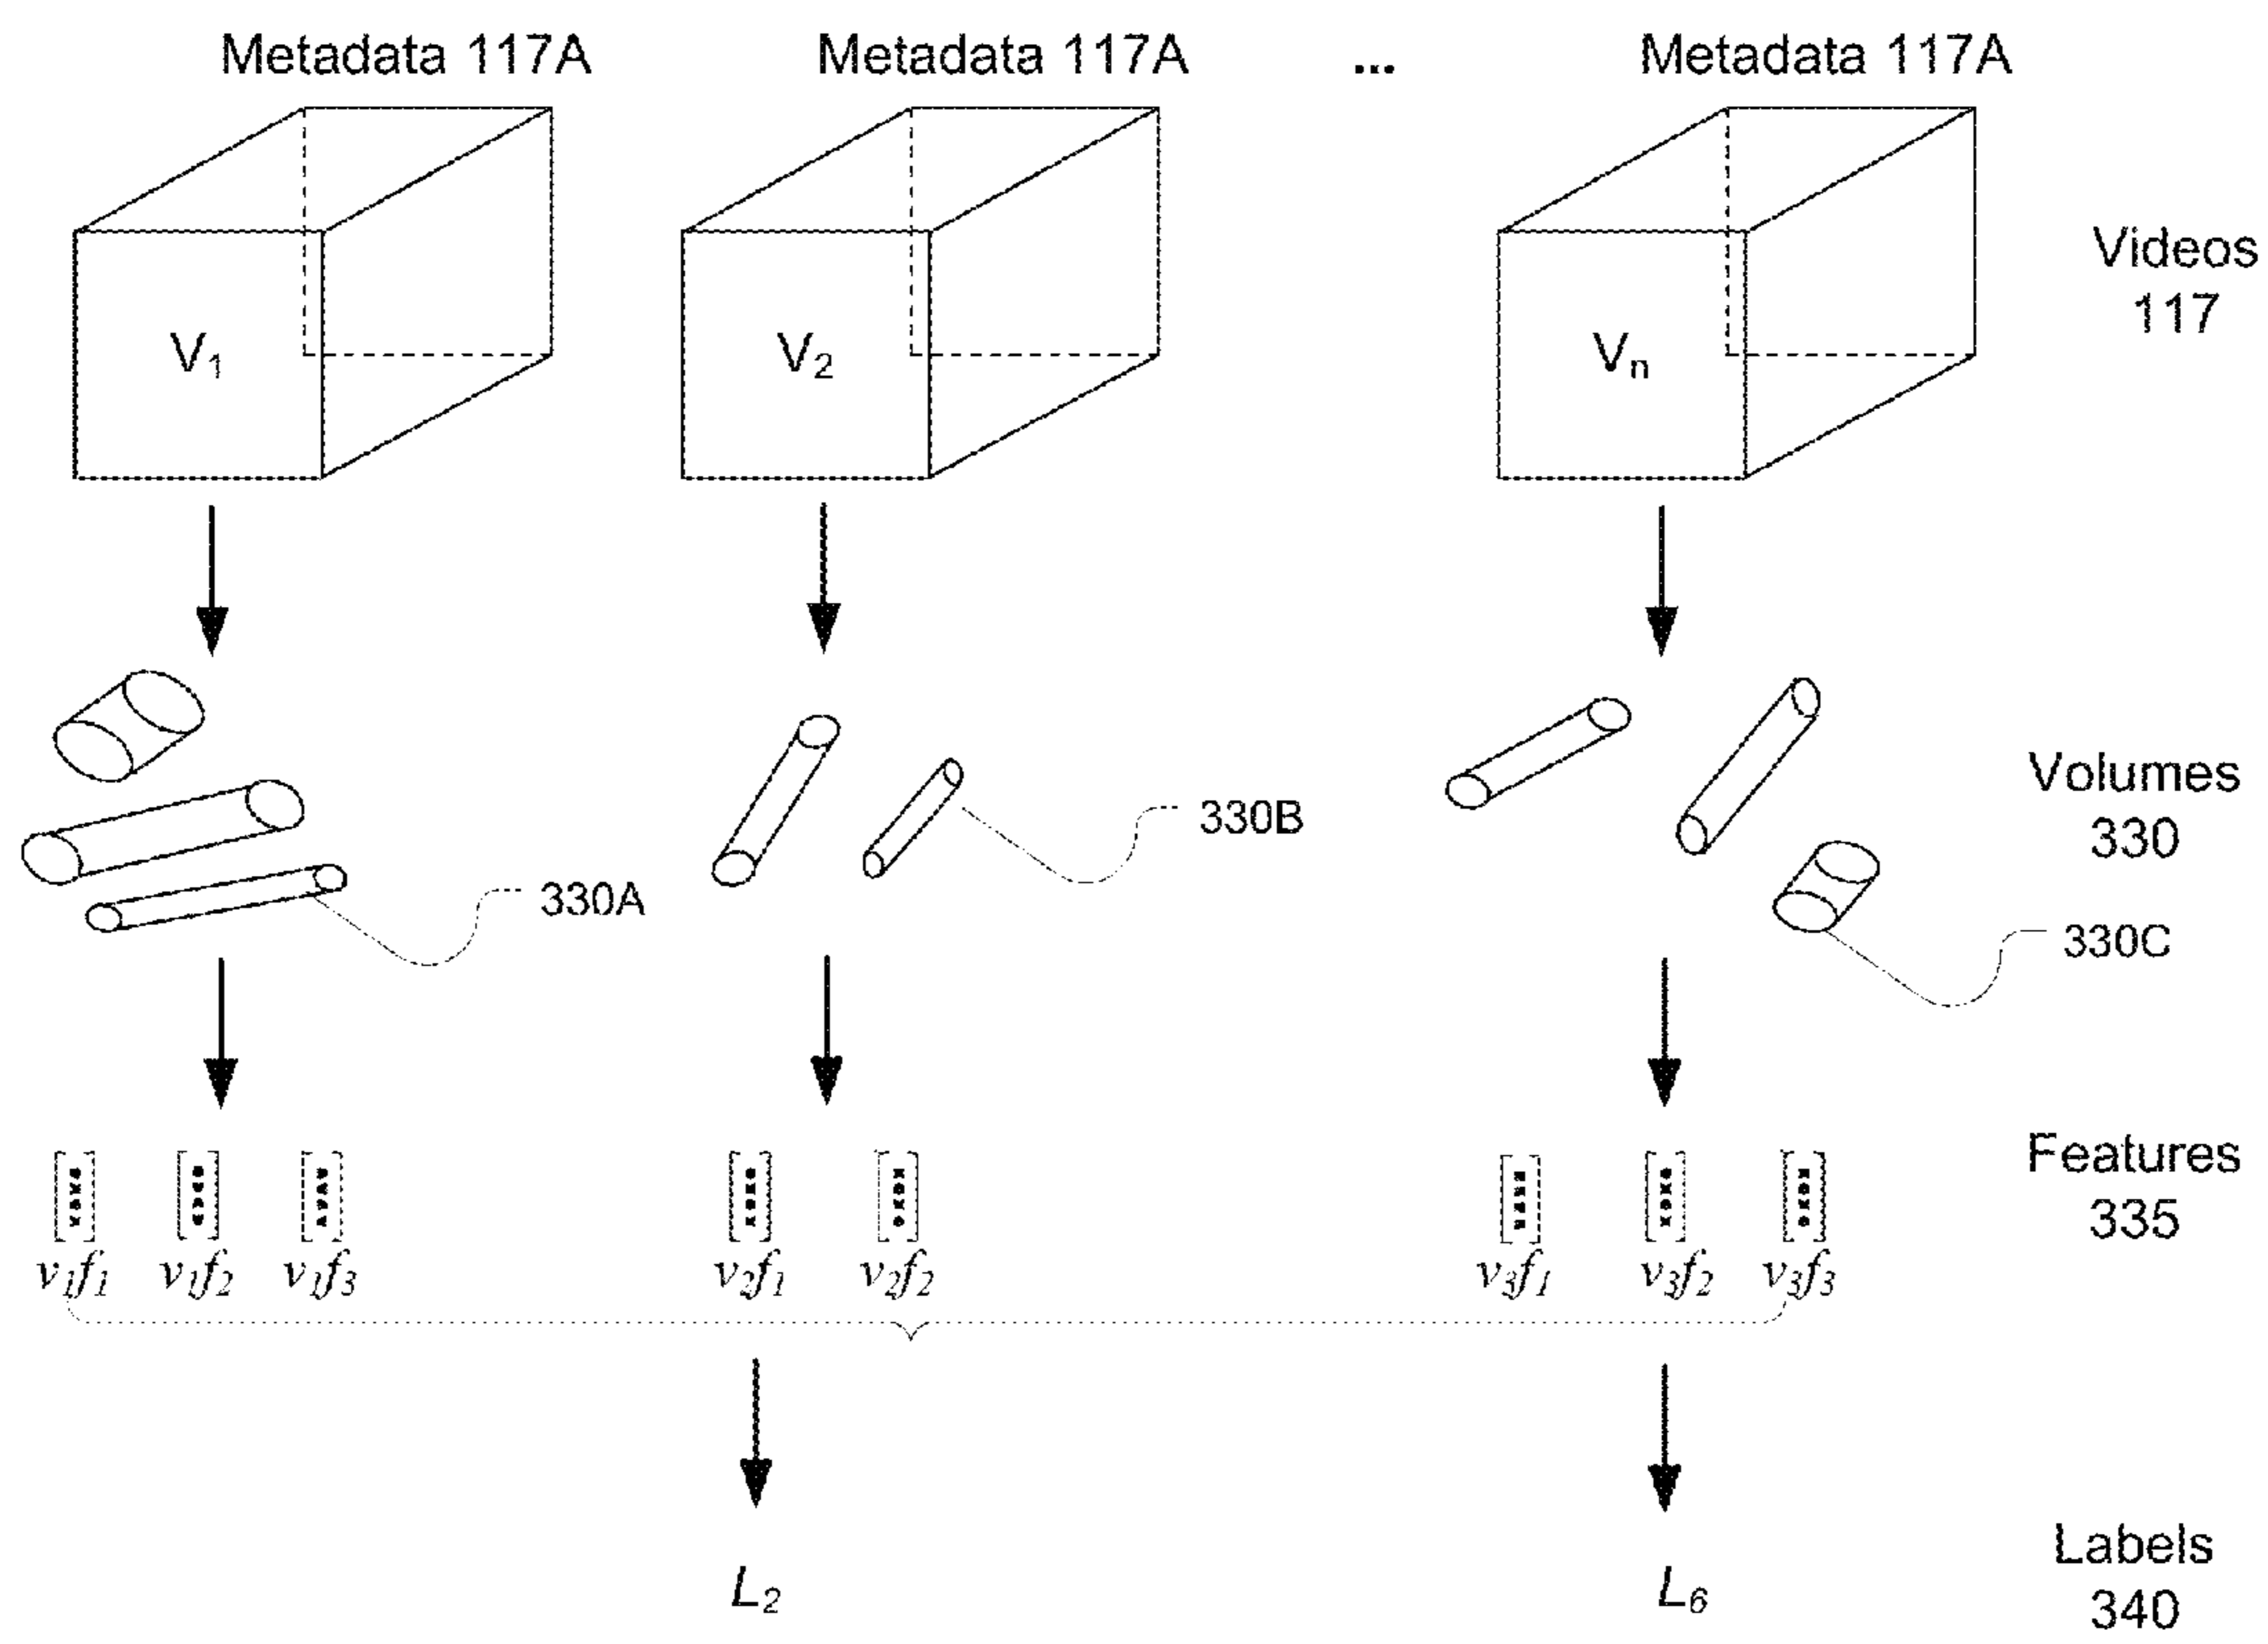 Metadata 117A Metadata 117A ... Metadata 117A
V1 V2 Vn
Videos
117
Volumes
330
330A
330B
330C
Features
335
v1f1 v1f2 v1f3 v2f1 v2f2 v3f1 v3f2 v3f3
L2 L6
Labels
340